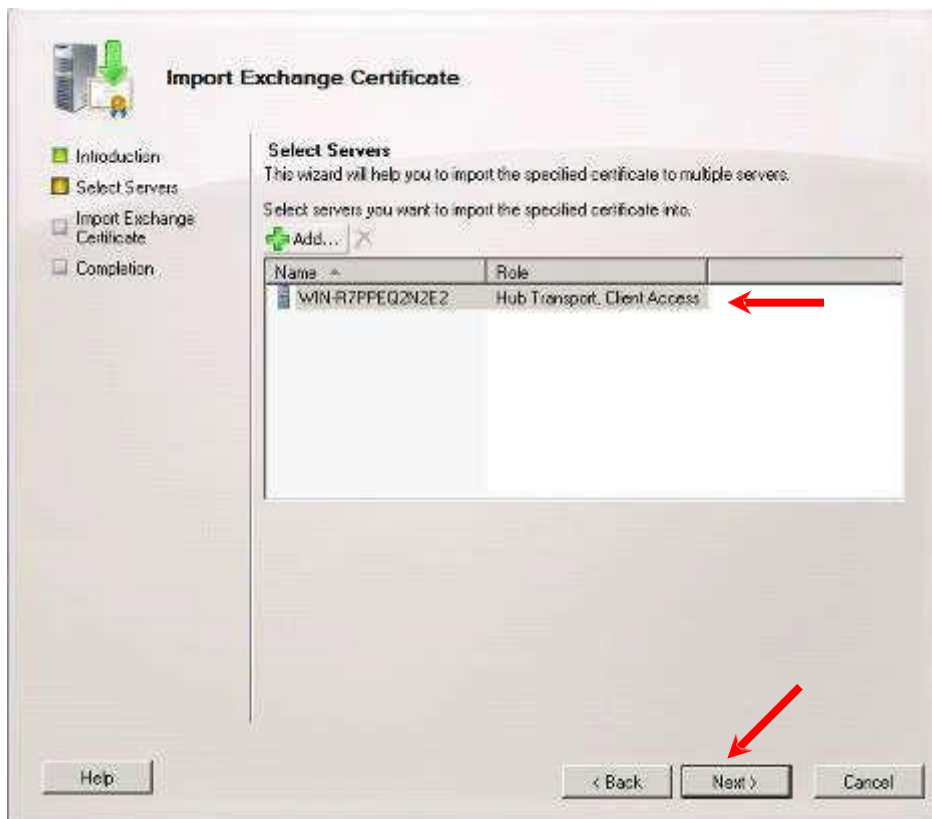 Import Exchange Certificate
Introduction
Select Servers
Import Exchange
Certificate
Completion
Select Servers
This wizard will help you to import the specified certificate to multiple servers.
Select servers you want to import the specified certificate into.
Add...
Name Role
WIN-R7PPEQ2N2E2 Hub Transport, Client Access
Help < Back Next > Cancel